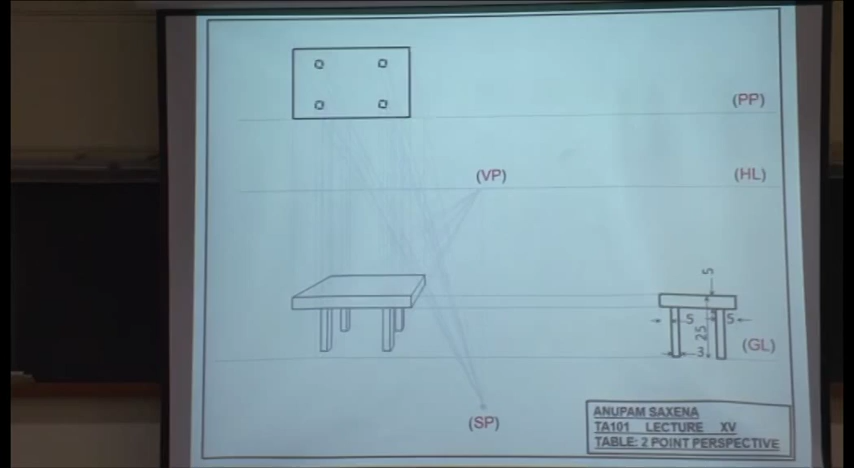 (PP)
(VP)
(HL)
5
5
5
25
3
(GL)
(SP)
ANUPAM SAXENA
TA101 LECTURE XV
TABLE: 2 POINT PERSPECTIVE